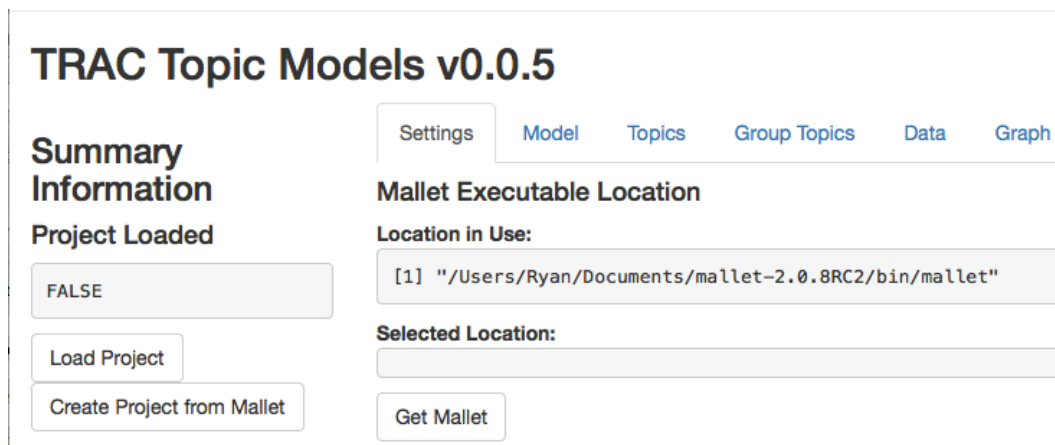 TRAC Topic Models v0.0.5
Summary
Information
Project Loaded
FALSE
Load Project
Create Project from Mallet
Settings Model Topics Group Topics Data Graph
Mallet Executable Location
Location in Use:
[1] "/Users/Ryan/Documents/mallet-2.0.8RC2/bin/mallet"
Selected Location:
Get Mallet